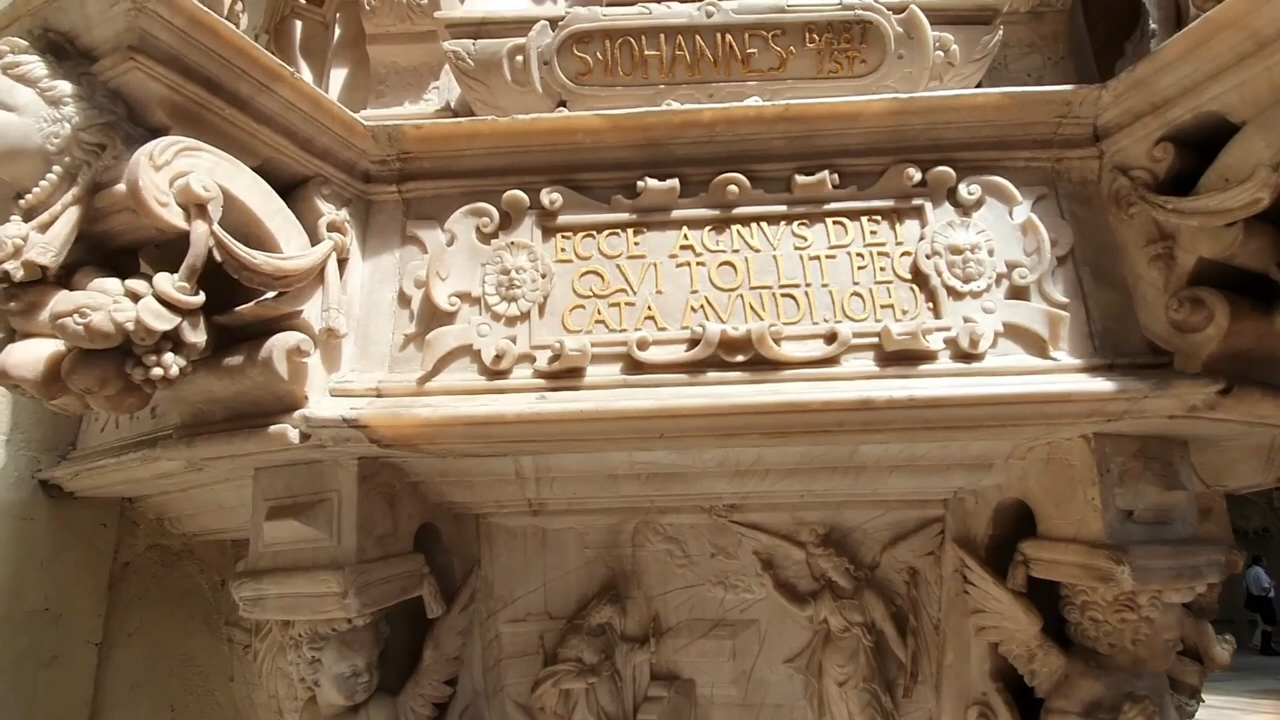 S·IOHANNES· BABT
IST·
ECCE AGNVS DEI
QVI TOLLIT PEC
CATA MVNDI.IOH.)